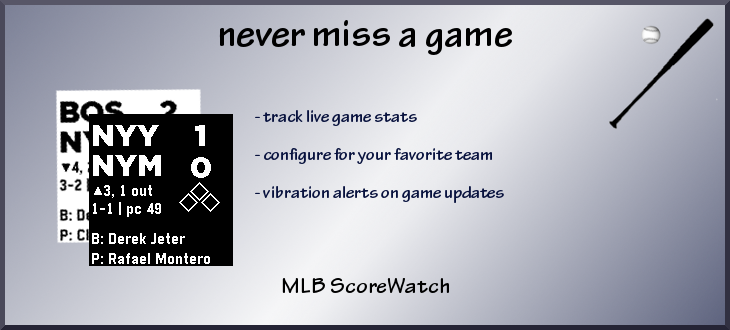 never miss a game
BOS 2
▼4,
3-2 |
B:
P:
NYY 1
NYM 0
▲3, 1 out
1-1 | pc 49
B: Derek Jeter
P: Rafael Montero
- track live game stats
- configure for your favorite team
- vibration alerts on game updates
MLB ScoreWatch